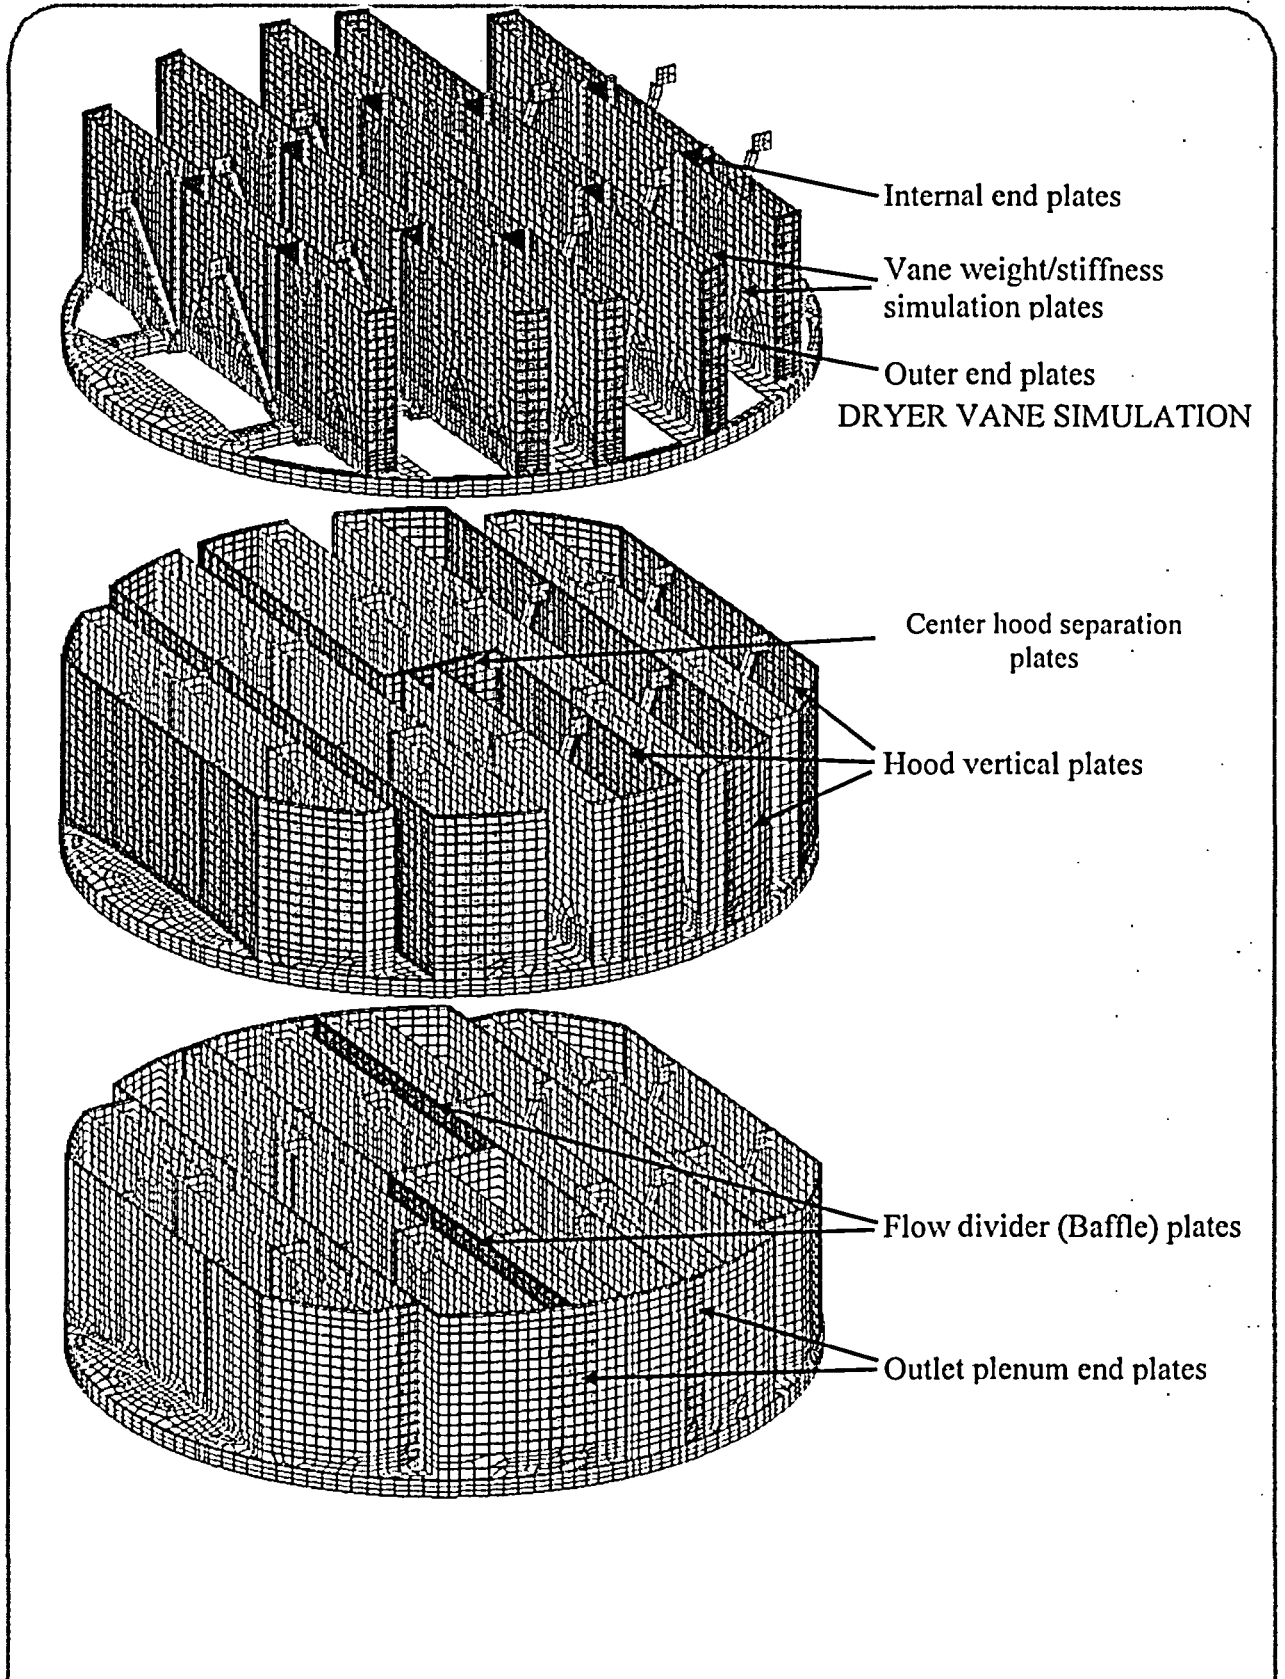 Internal end plates
Vane weight/stiffness
simulation plates
Outer end plates
DRYER VANE SIMULATION
Center hood separation
plates
Hood vertical plates
Flow divider (Baffle) plates
Outlet plenum end plates